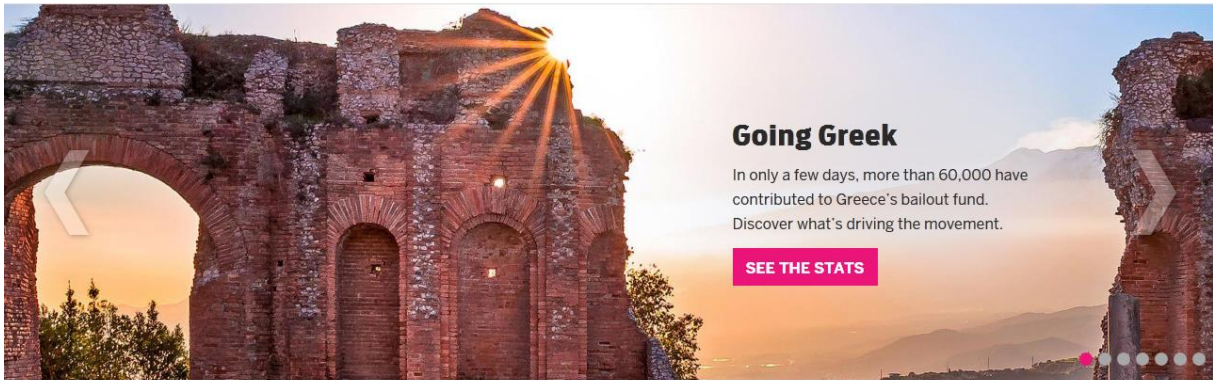 Going Greek
In only a few days, more than 60,000 have
contributed to Greece's bailout fund.
Discover what's driving the movement.
SEE THE STATS